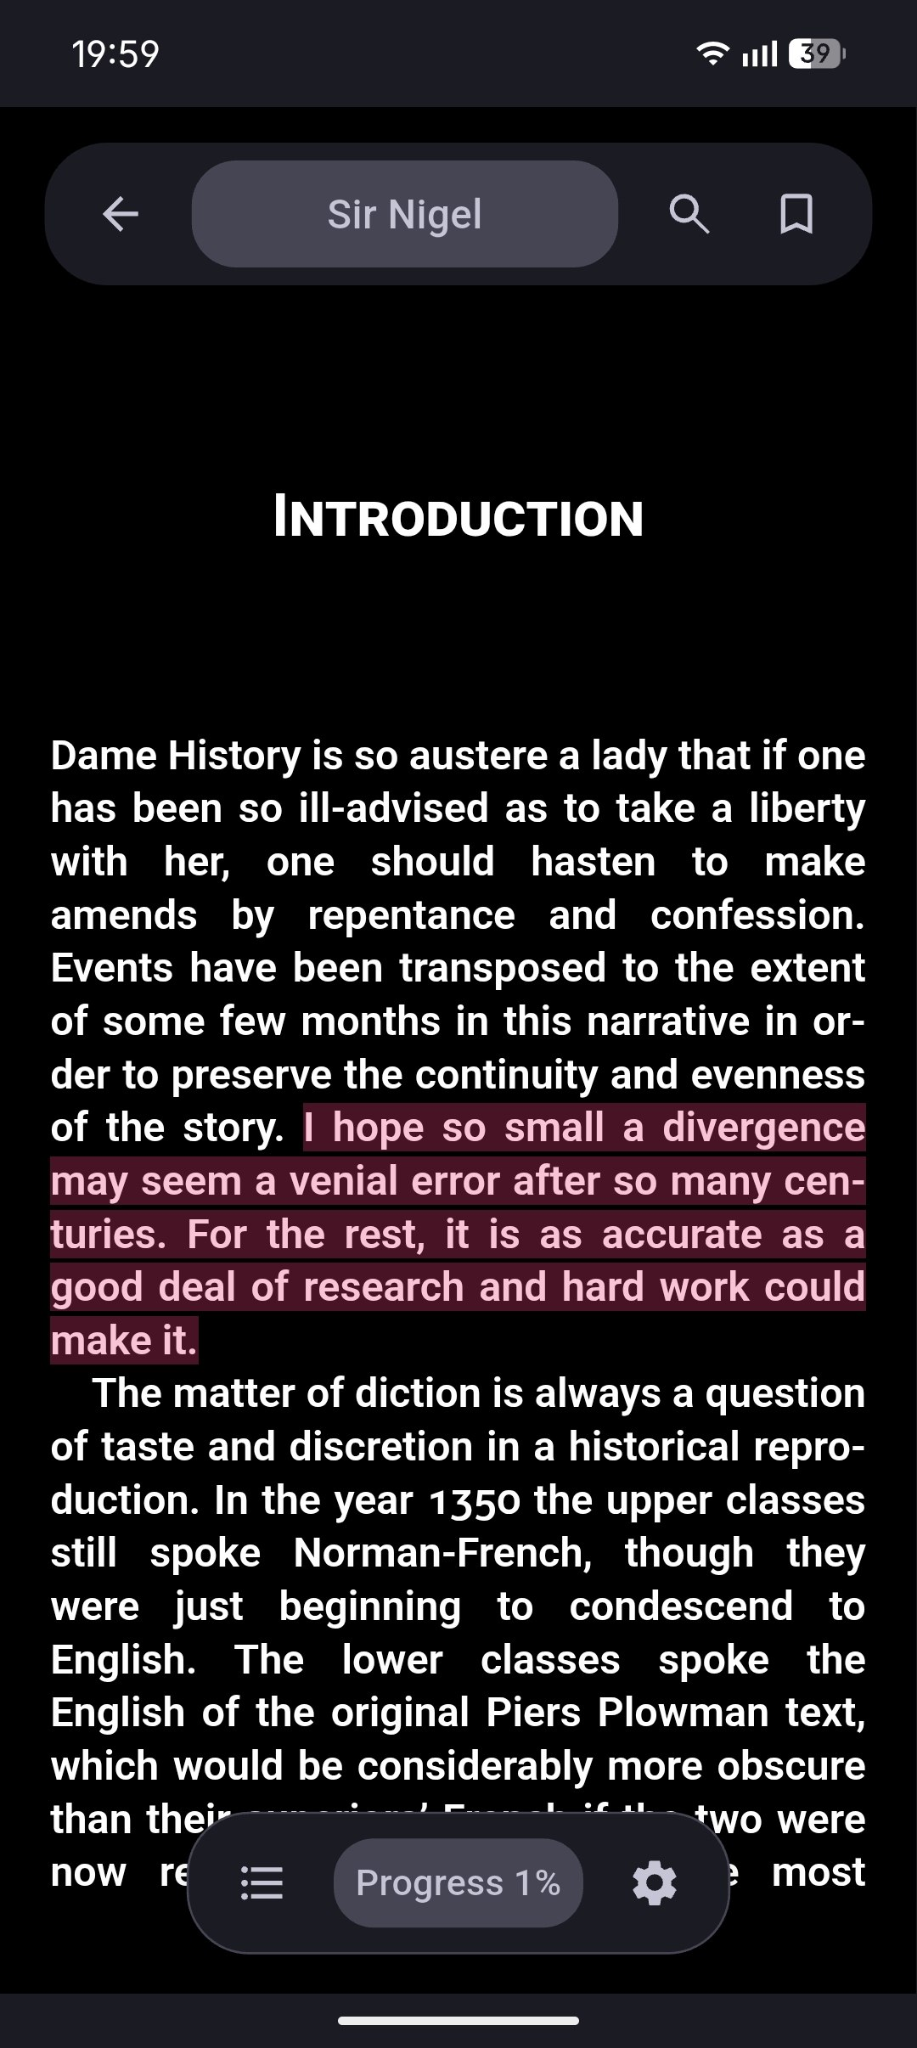 19:59
39
Sir Nigel
INTRODUCTION
Dame History is so austere a lady that if one
has been so ill-advised as to take a liberty
with her, one should hasten to make
amends by repentance and confession.
Events have been transposed to the extent
of some few months in this narrative in or-
der to preserve the continuity and evenness
of the story. I hope so small a divergence
may seem a venial error after so many cen-
turies. For the rest, it is as accurate as a
good deal of research and hard work could
make it.
The matter of diction is always a question
of taste and discretion in a historical repro-
duction. In the year 1350 the upper classes
still spoke Norman-French, though they
were just beginning to condescend to
English. The lower classes spoke the
English of the original Piers Plowman text,
which would be considerably more obscure
than their superiors’ French if the two were
now most
Progress 1%